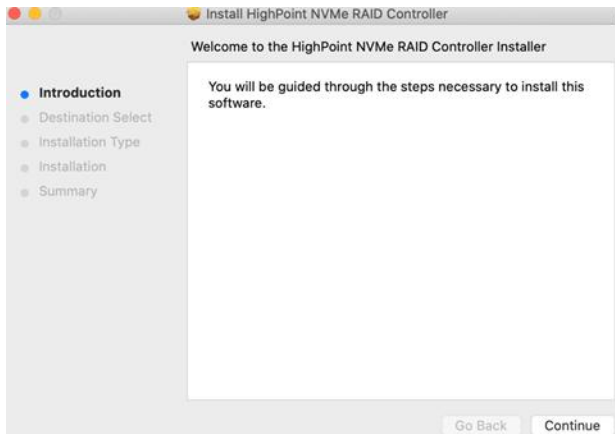 Install HighPoint NVMe RAID Controller
Welcome to the HighPoint NVMe RAID Controller Installer
Introduction
Destination Select
Installation Type
Installation
Summary
You will be guided through the steps necessary to install this
software.
Go Back
Continue